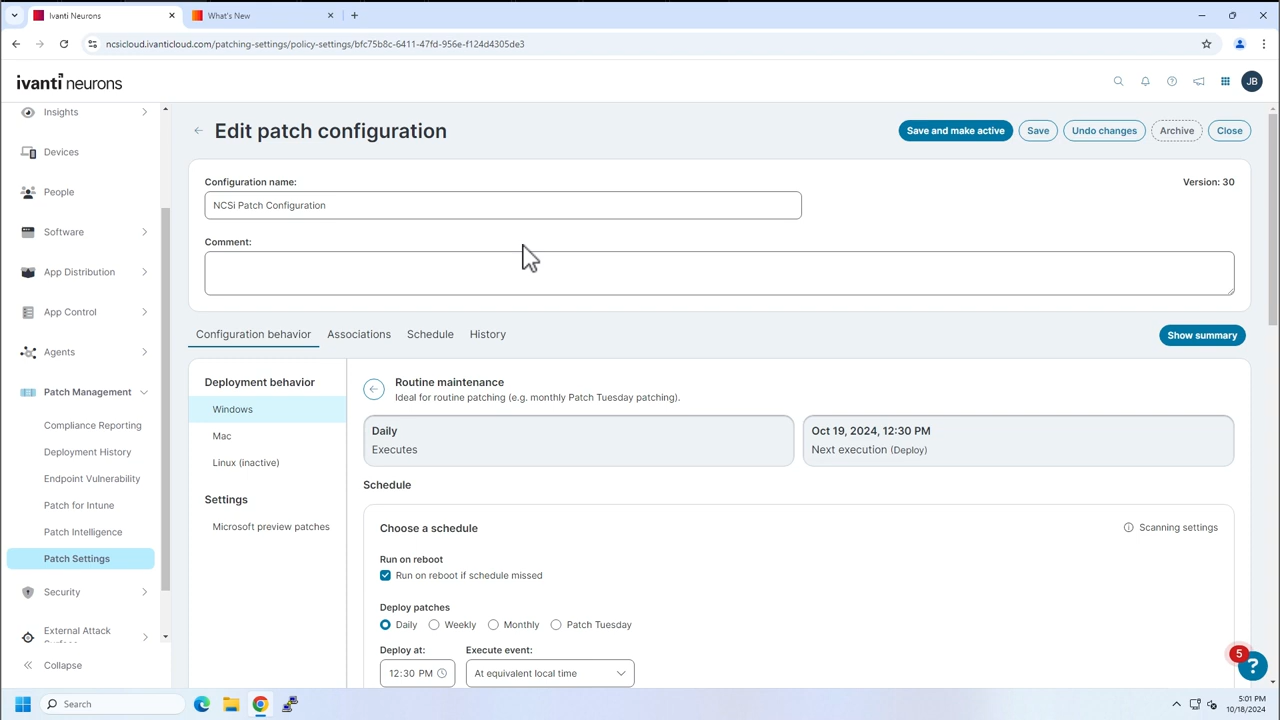 Ivanti Neurons
What's New
ncsicloud.ivanticloud.com/patching-settings/policy-settings/bfc75b8c-6411-47fd-956e-f124d4305de3
ivanti neurons
JB
Insights
Devices
People
Software
App Distribution
App Control
Agents
Patch Management
Compliance Reporting
Deployment History
Endpoint Vulnerability
Patch for Intune
Patch Intelligence
Patch Settings
Security
External Attack
Collapse
Edit patch configuration
Save and make active
Save
Undo changes
Archive
Close
Configuration name:
Version: 30
NCSi Patch Configuration
Comment:
Configuration behavior
Associations
Schedule
History
Show summary
Deployment behavior
Windows
Mac
Linux (inactive)
Settings
Microsoft preview patches
Routine maintenance
Ideal for routine patching (e.g. monthly Patch Tuesday patching).
Daily
Executes
Oct 19, 2024, 12:30 PM
Next execution (Deploy)
Schedule
Choose a schedule
Scanning settings
Run on reboot
Run on reboot if schedule missed
Deploy patches
Daily
Weekly
Monthly
Patch Tuesday
Deploy at:
Execute event:
12:30 PM
At equivalent local time
5
?
Search
5:01 PM
10/18/2024